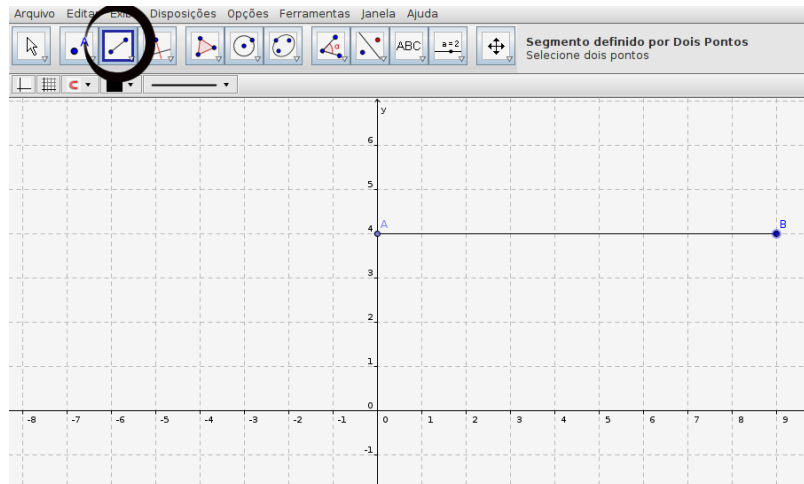 Arquivo Editar Exibir Disposições Opções Ferramentas Janela Ajuda
A
α
ABC
a=2
Segmento definido por Dois Pontos
Selecione dois pontos
y
6
5
4 A B
3
2
1
0
-8 -7 -6 -5 -4 -3 -2 -1 0 1 2 3 4 5 6 7 8 9
-1